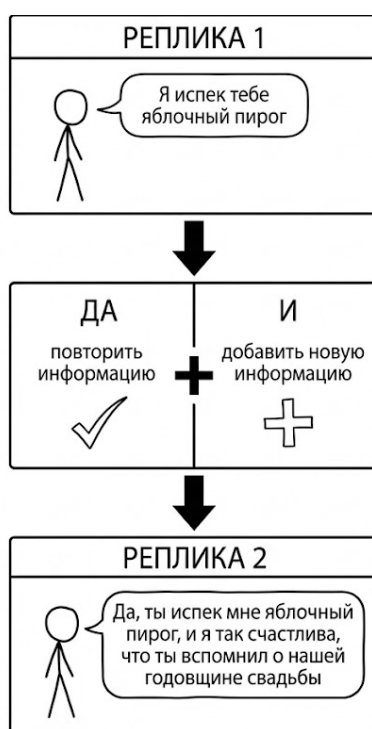 РЕПЛИКА 1
Я испек тебе
яблочный пирог
ДА
повторить
информацию
И
добавить новую
информацию
РЕПЛИКА 2
Да, ты испек мне яблочный
пирог, и я так счастлива,
что ты вспомнил о нашей
годовщине свадьбы